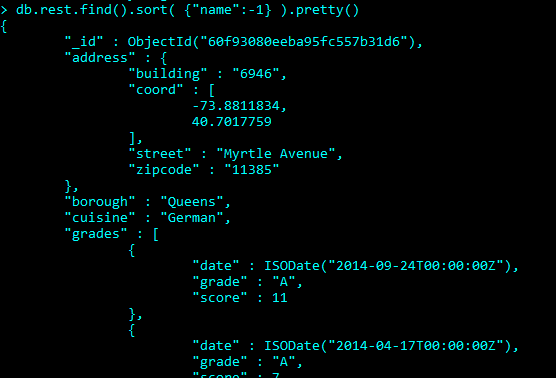 > db.rest.find().sort( {"name":-1} ).pretty()
{
"_id" : ObjectId("60f93080eeba95fc557b31d6"),
"address" : {
"building" : "6946",
"coord" : [
-73.8811834,
40.7017759
],
"street" : "Myrtle Avenue",
"zipcode" : "11385"
},
"borough" : "Queens",
"cuisine" : "German",
"grades" : [
{
"date" : ISODate("2014-09-24T00:00:00Z"),
"grade" : "A",
"score" : 11
},
{
"date" : ISODate("2014-04-17T00:00:00Z"),
"grade" : "A",
"score" : 7